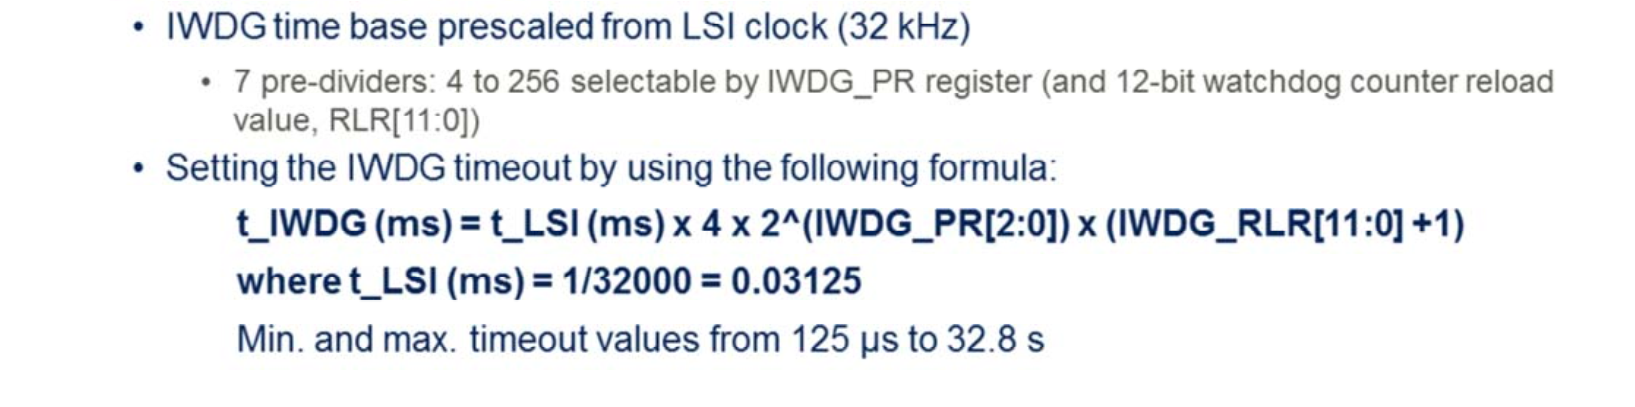 • IWDG time base prescaled from LSI clock (32 kHz)
• 7 pre-dividers: 4 to 256 selectable by IWDG_PR register (and 12-bit watchdog counter reload
value, RLR[11:0])
• Setting the IWDG timeout by using the following formula:
t_IWDG (ms) = t_LSI (ms) x 4 x 2^(IWDG_PR[2:0]) x (IWDG_RLR[11:0] +1)
where t_LSI (ms) = 1/32000 = 0.03125
Min. and max. timeout values from 125 µs to 32.8 s